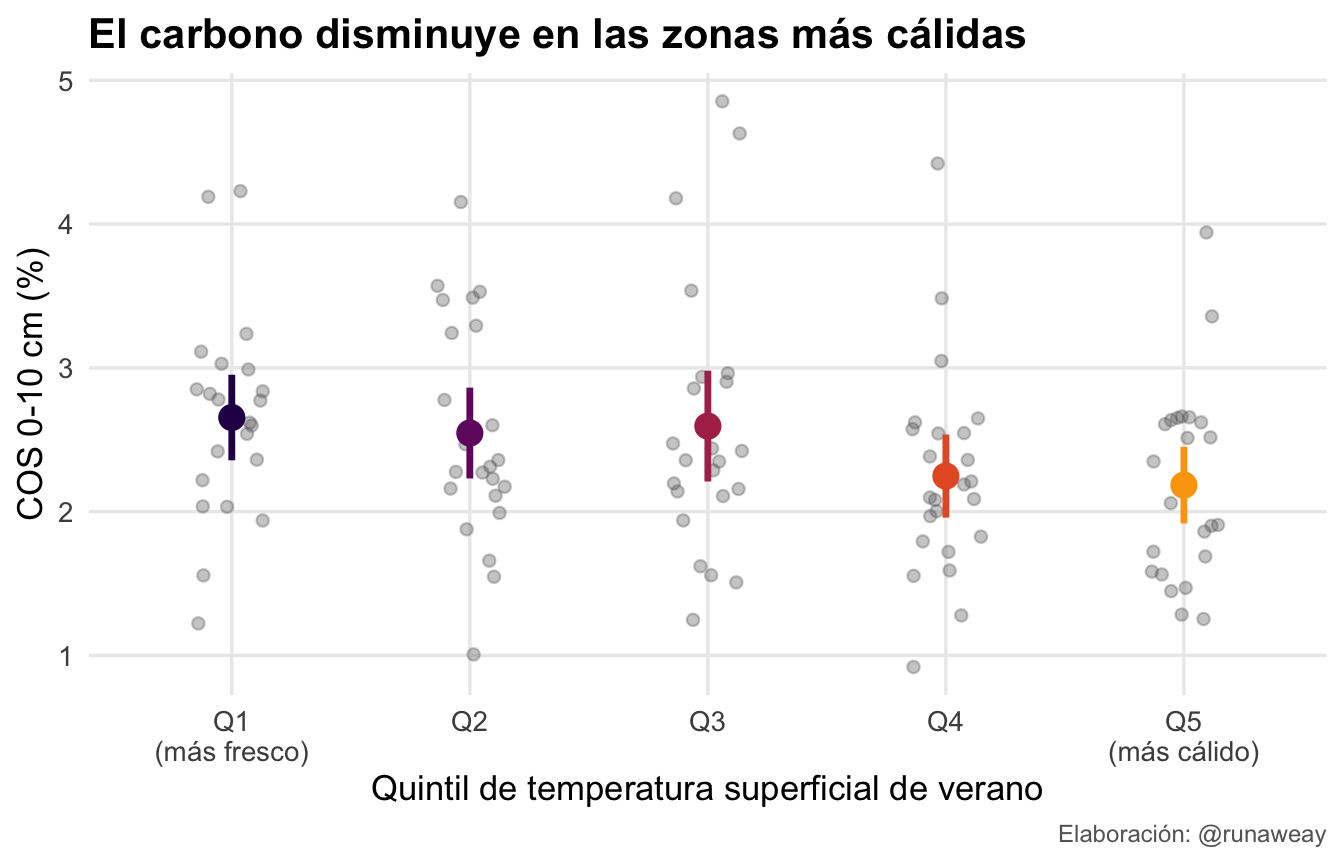 El carbono disminuye en las zonas más cálidas
5
4
3
2
1
COS 0-10 cm (%)
Q1
(más fresco)
Q2
Q3
Q4
Q5
(más cálido)
Quintil de temperatura superficial de verano
Elaboración: @runaweay